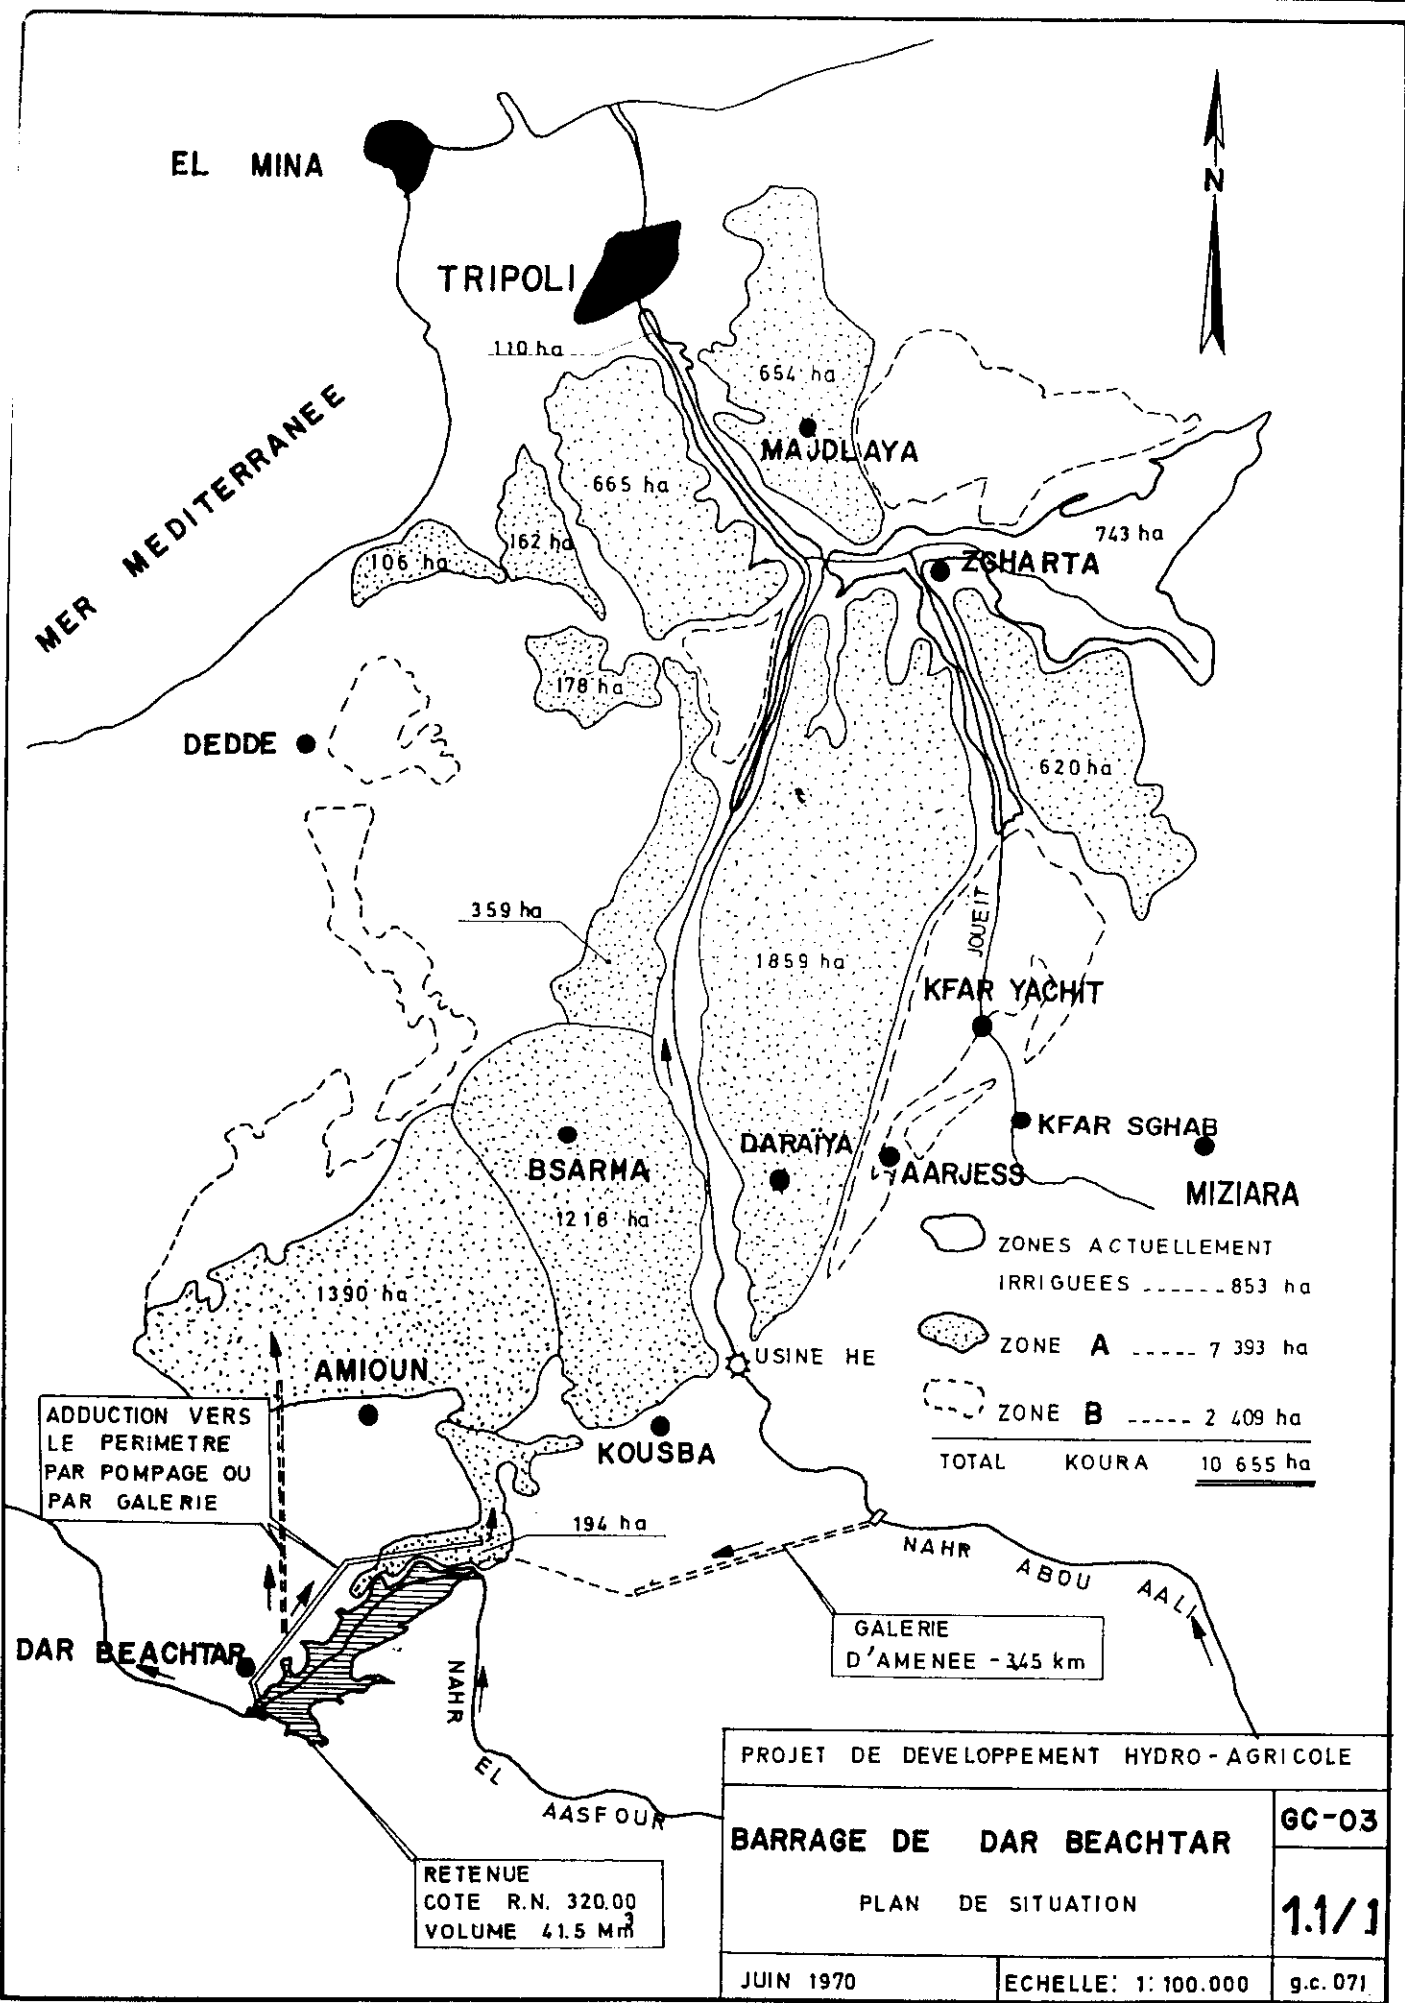 EL MINA
N
TRIPOLI
110 ha
654 ha
MAJDLAYA
MER MEDITERRANEE
665 ha
162 ha
106 ha
743 ha
ZGHARTA
178 ha
DEDDE
620 ha
359 ha
1859 ha
JOUEIT
KFAR YACHIT
KFAR SGHAB
DARAÏYA
BSARMA
AARJESS
MIZIARA
1218 ha
1390 ha
ZONES ACTUELLEMENT
IRRIGUEES ------ 853 ha
ZONE A ----- 7 393 ha
ZONE B ----- 2 409 ha
TOTAL KOURA 10 655 ha
USINE HE
AMIOUN
KOUSBA
ADDUCTION VERS
LE PERIMETRE
PAR POMPAGE OU
PAR GALERIE
194 ha
NAHR ABOU AALI
GALERIE
D'AMENEE - 3.45 km
DAR BEACHTAR
NAHR EL AASFOUR
RETENUE
COTE R.N. 320.00
VOLUME 41.5 Mm3
PROJET DE DEVELOPPEMENT HYDRO-AGRICOLE
BARRAGE DE DAR BEACHTAR
PLAN DE SITUATION
GC-03
1.1/1
JUIN 1970
ECHELLE: 1:100.000
g.c. 071